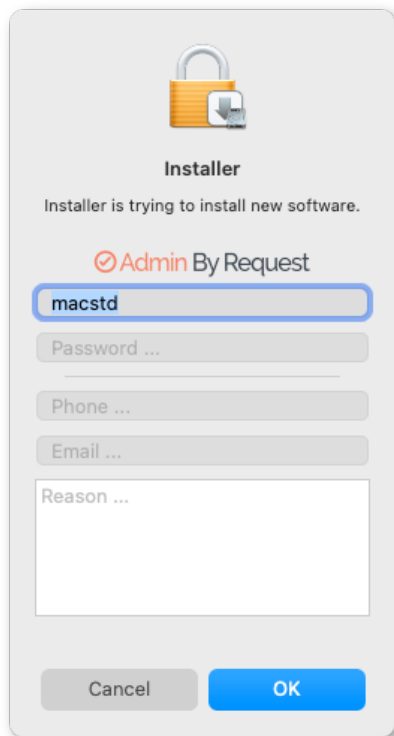 Installer
Installer is trying to install new software.
Admin By Request
macstd
Password ...
Phone ...
Email ...
Reason ...
Cancel
OK